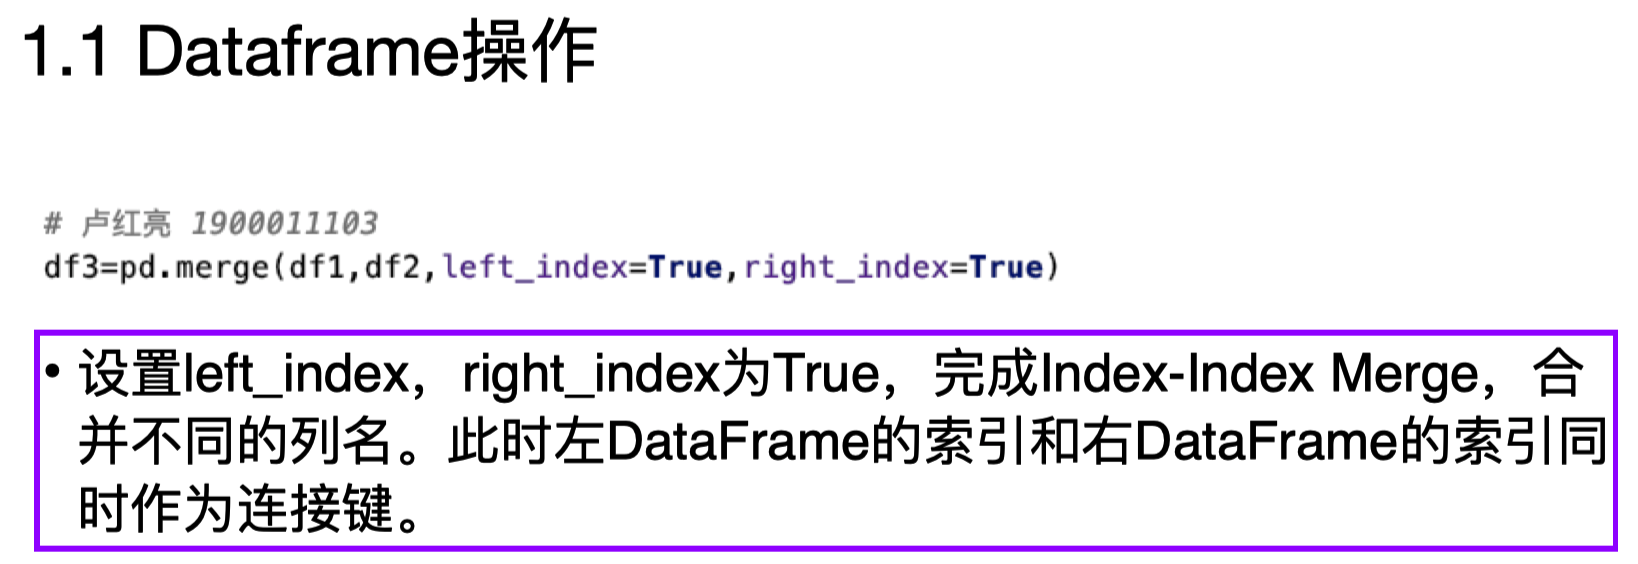 1.1 Dataframe操作
# 卢红亮 1900011103
df3=pd.merge(df1,df2,left_index=True,right_index=True)
• 设置left_index，right_index为True，完成Index-Index Merge，合
并不同的列名。此时左DataFrame的索引和右DataFrame的索引同
时作为连接键。